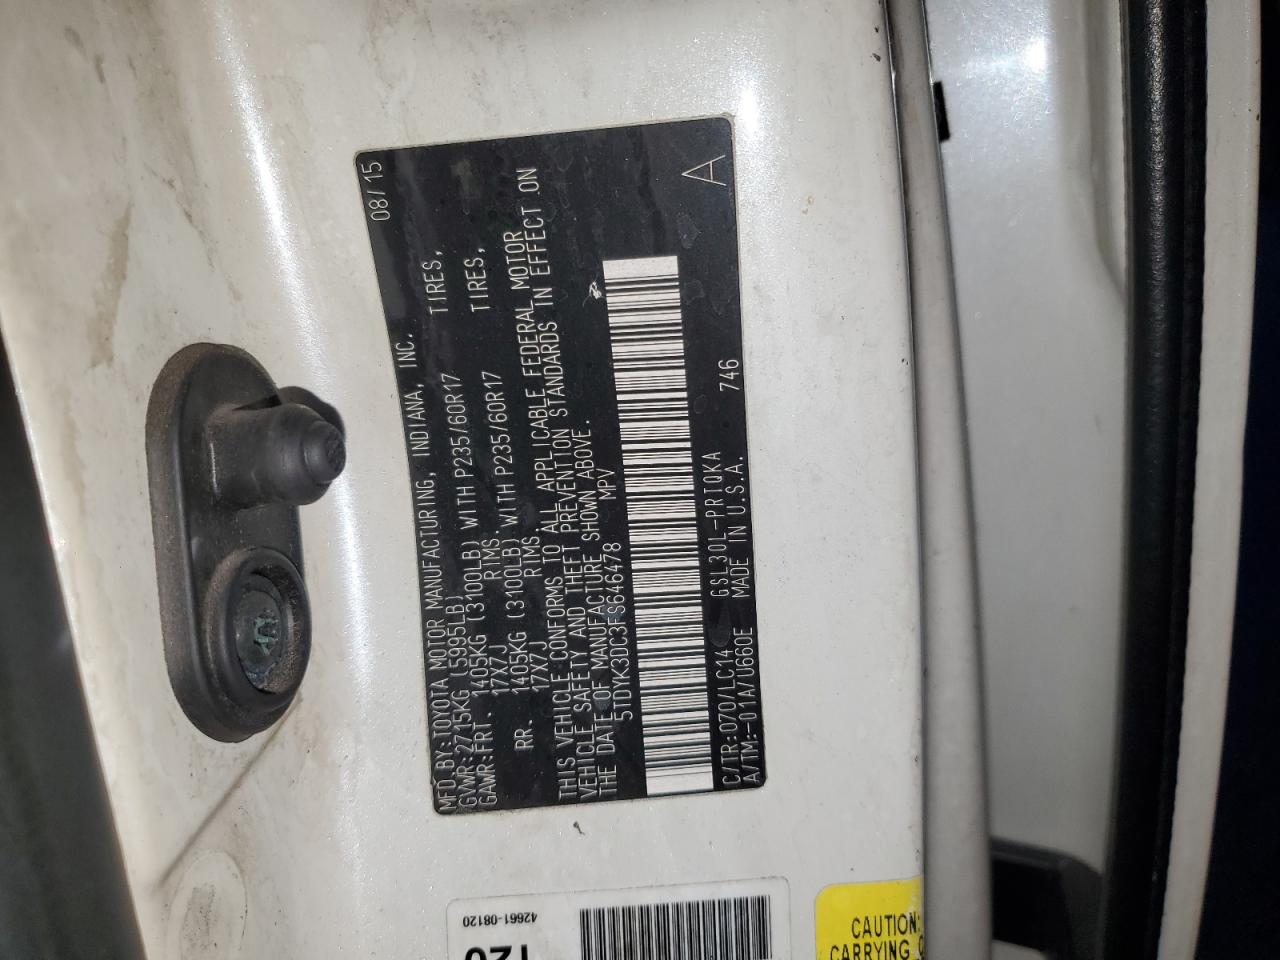 MFD.BY:TOYOTA MOTOR MANUFACTURING, INDIANA, INC. 08/15
GVWR:2715KG (5995LB)
GAWR:FRT. 1405KG (3100LB) WITH P235/60R17 TIRES,
17X7J RIMS.
RR. 1405KG (3100LB) WITH P235/60R17 TIRES,
17X7J RIMS.
THIS VEHICLE CONFORMS TO ALL APPLICABLE FEDERAL MOTOR
VEHICLE SAFETY AND THEFT PREVENTION STANDARDS IN EFFECT ON
THE DATE OF MANUFACTURE SHOWN ABOVE.
5TDYK3DC3FS646478 MPV
A
C/TR:070/LC14 GSL30L-PRTQKA 746
A/TM:-01A/U660E MADE IN U.S.A.
42661-08120
120
CAUTION:
CARRYING